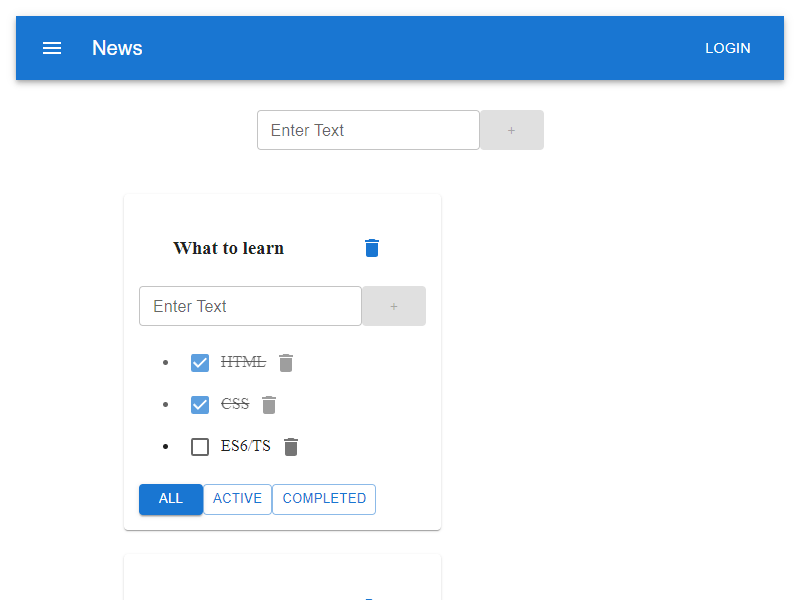 News LOGIN
Enter Text +
What to learn
Enter Text +
HTML
CSS
ES6/TS
ALL ACTIVE COMPLETED